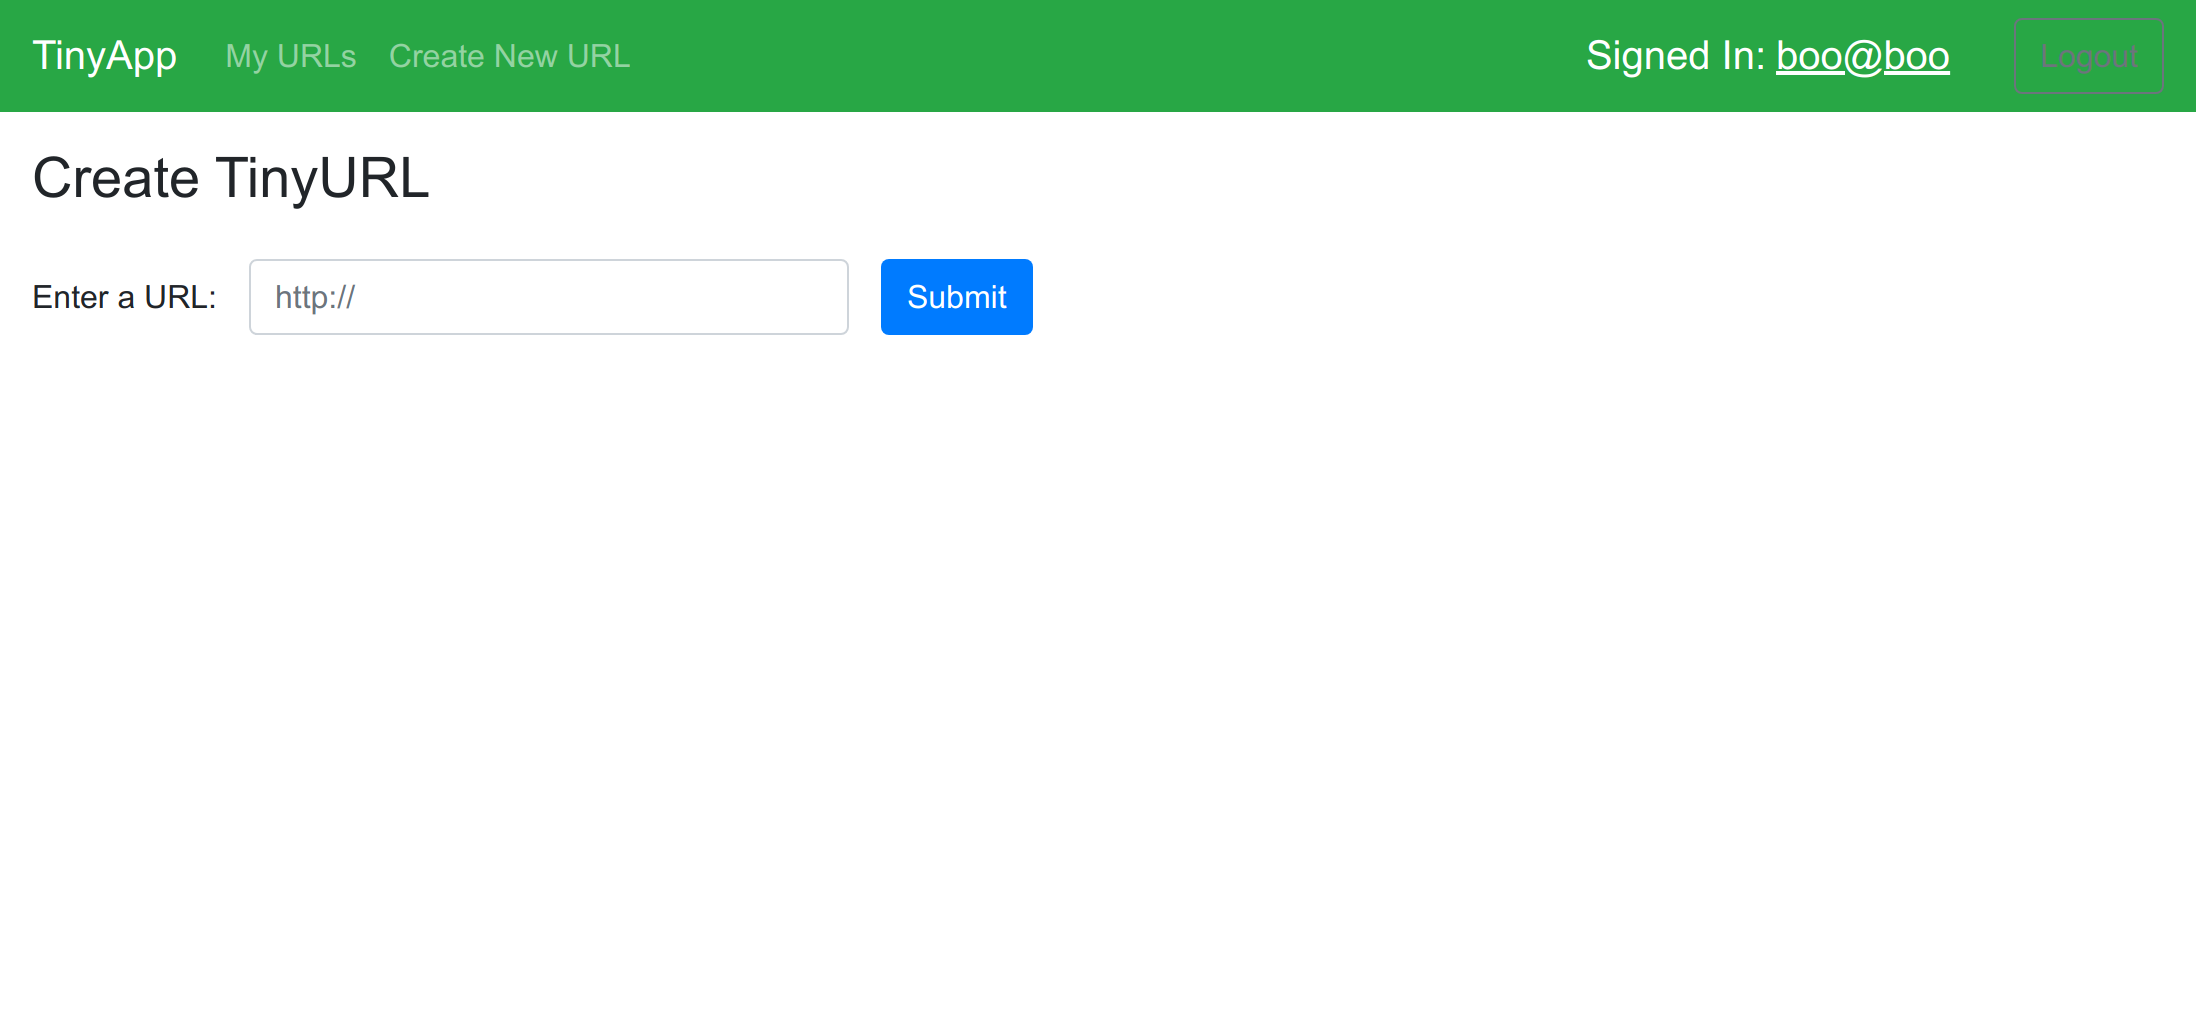 TinyApp My URLs Create New URL Signed In: boo@boo Logout
Create TinyURL
Enter a URL: http:// Submit